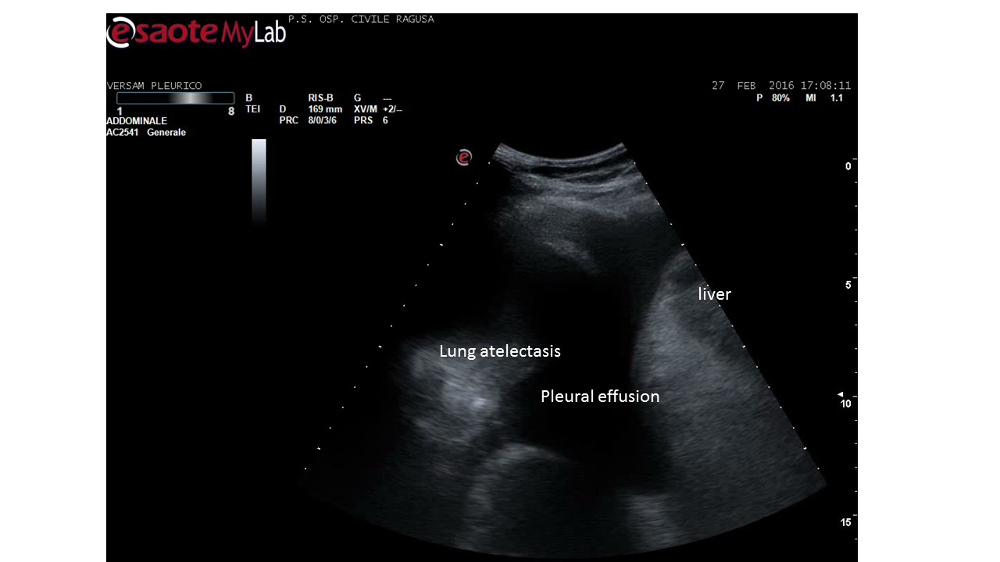 P.S. OSP. CIVILE RAGUSA
esaote MyLab
VERSAM PLEURICO
27 FEB 2016 17:08:11
B RIS-B G ---
P 80% MI 1.1
1 8
TEI D 169 mm XV/M +2/--
ADDOMINALE PRC 8/0/3/6 PRS 6
AC2541 Generale
e
0
5
liver
Lung atelectasis
Pleural effusion
10
15